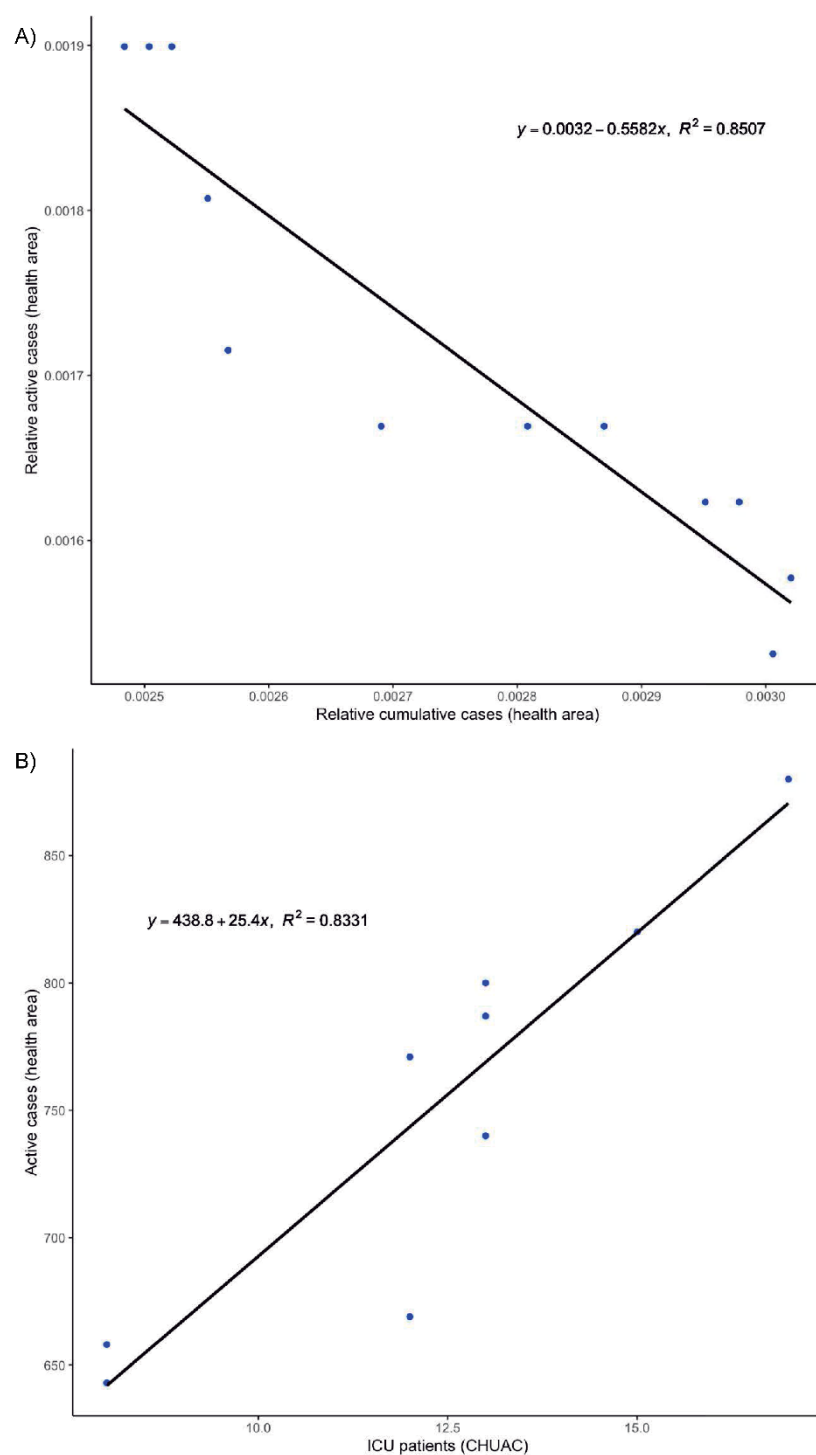 A)
0.0019
y = 0.0032 − 0.5582x, R² = 0.8507
0.0018
Relative active cases (health area)
0.0017
0.0016
0.0025 0.0026 0.0027 0.0028 0.0029 0.0030
Relative cumulative cases (health area)
B)
850
y = 438.8 + 25.4x, R² = 0.8331
800
Active cases (health area)
750
700
650
10.0 12.5 15.0
ICU patients (CHUAC)